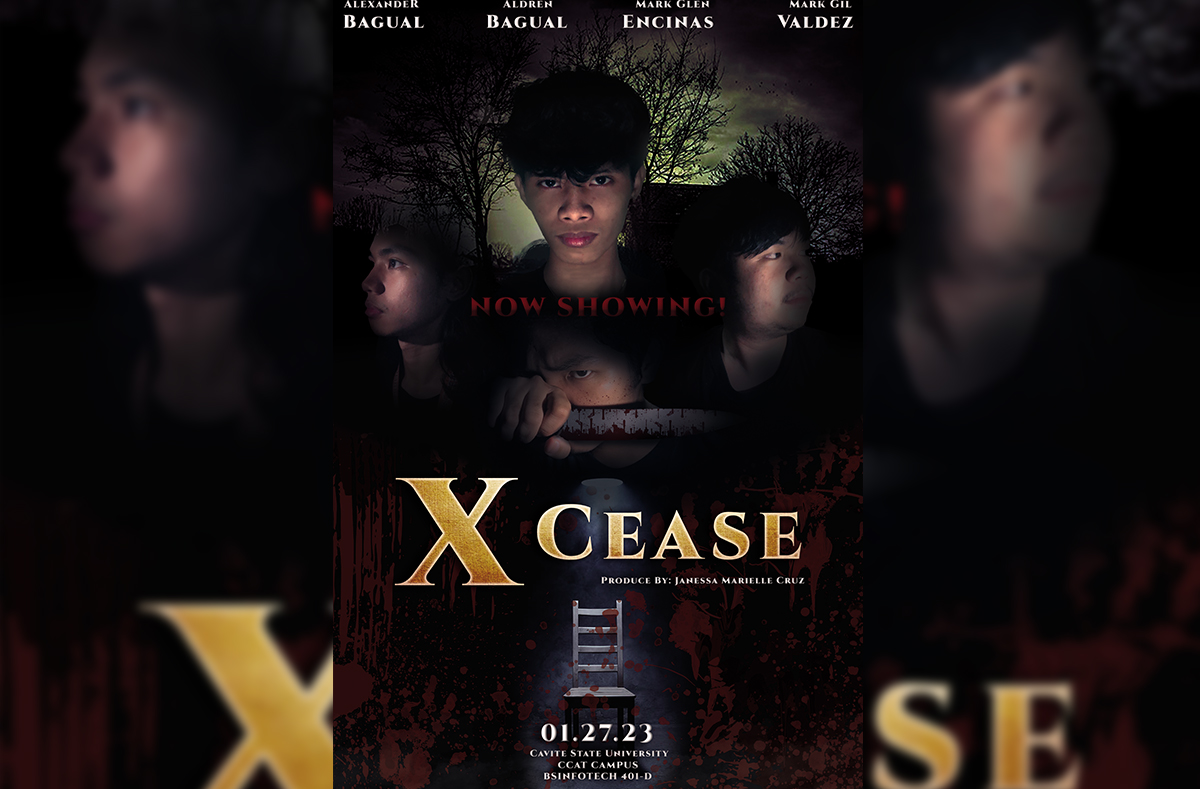 ALEXANDER ALDREN MARK GLEN MARK GIL
BAGUAL BAGUAL ENCINAS VALDEZ
NOW SHOWING!
X CEASE
PRODUCE BY: JANESSA MARIELLE CRUZ
01.27.23
CAVITE STATE UNIVERSITY
CCAT CAMPUS
BSINFOTECH 401-D
X
SE